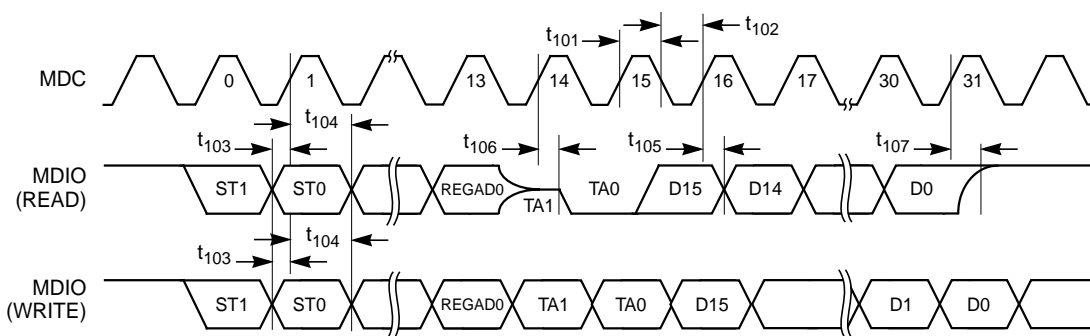 t101 t102
MDC 0 1 13 14 15 16 17 30 31
t103 t104 t106 t105 t107
MDIO
(READ) ST1 ST0 REGAD0 TA1 TA0 D15 D14 D0
t103 t104
MDIO
(WRITE) ST1 ST0 REGAD0 TA1 TA0 D15 D1 D0